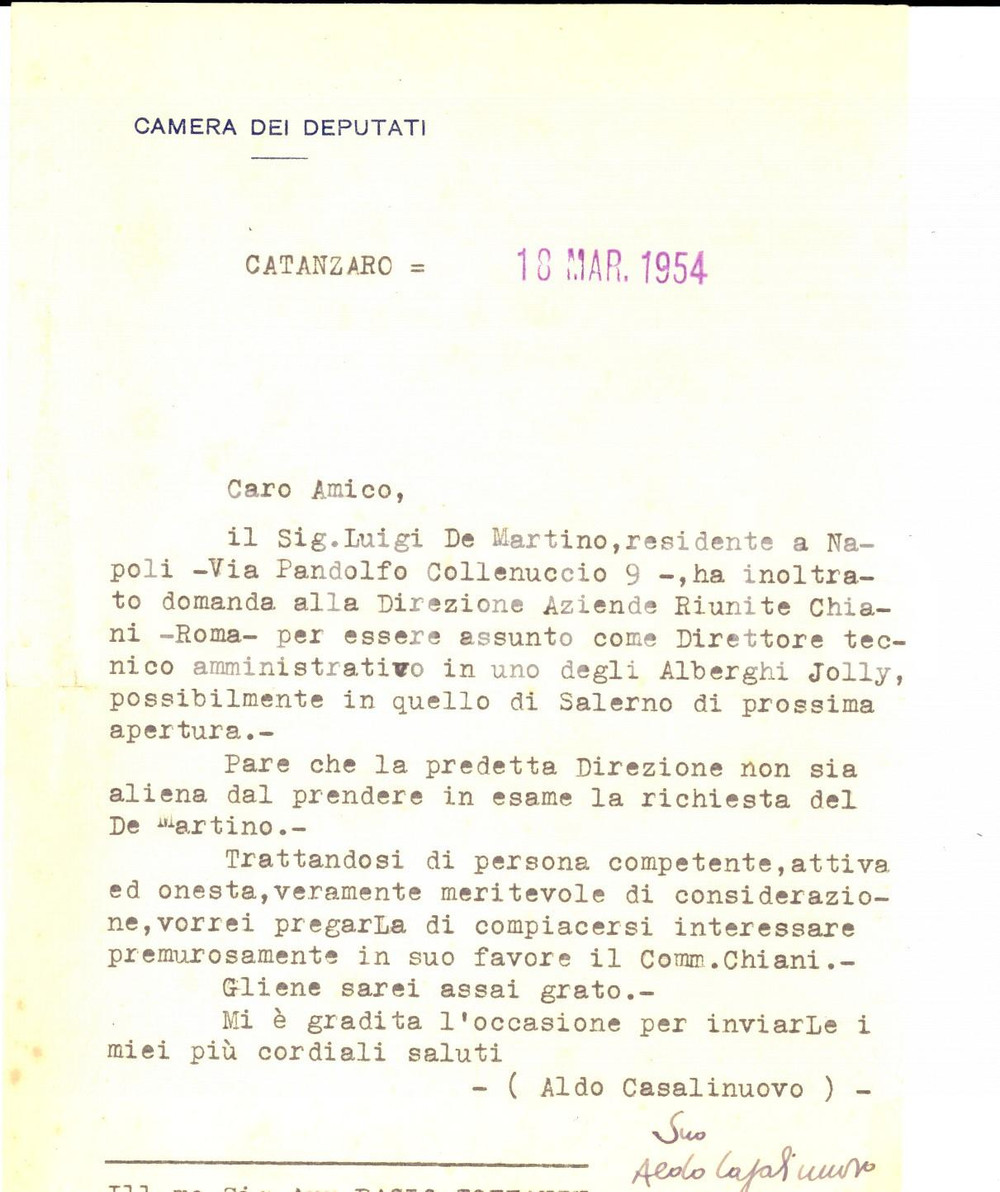 CAMERA DEI DEPUTATI
CATANZARO = 18 MAR. 1954
Caro Amico,
il Sig.Luigi De Martino,residente a Na-
poli -Via Pandolfo Collenuccio 9 -,ha inoltra-
to domanda alla Direzione Aziende Riunite Chia-
ni -Roma- per essere assunto come Direttore tec-
nico amministrativo in uno degli Alberghi Jolly,
possibilmente in quello di Salerno di prossima
apertura.-
Pare che la predetta Direzione non sia
aliena dal prendere in esame la richiesta del
De Martino.-
Trattandosi di persona competente,attiva
ed onesta,veramente meritevole di considerazio-
ne,vorrei pregarLa di compiacersi interessare
premurosamente in suo favore il Comm.Chiani.-
Gliene sarei assai grato.-
Mi è gradita l'occasione per inviarLe i
miei più cordiali saluti
- ( Aldo Casalinuovo ) -
Suo
Aldo Casalinuovo
Ill.mo Sig.Avv.